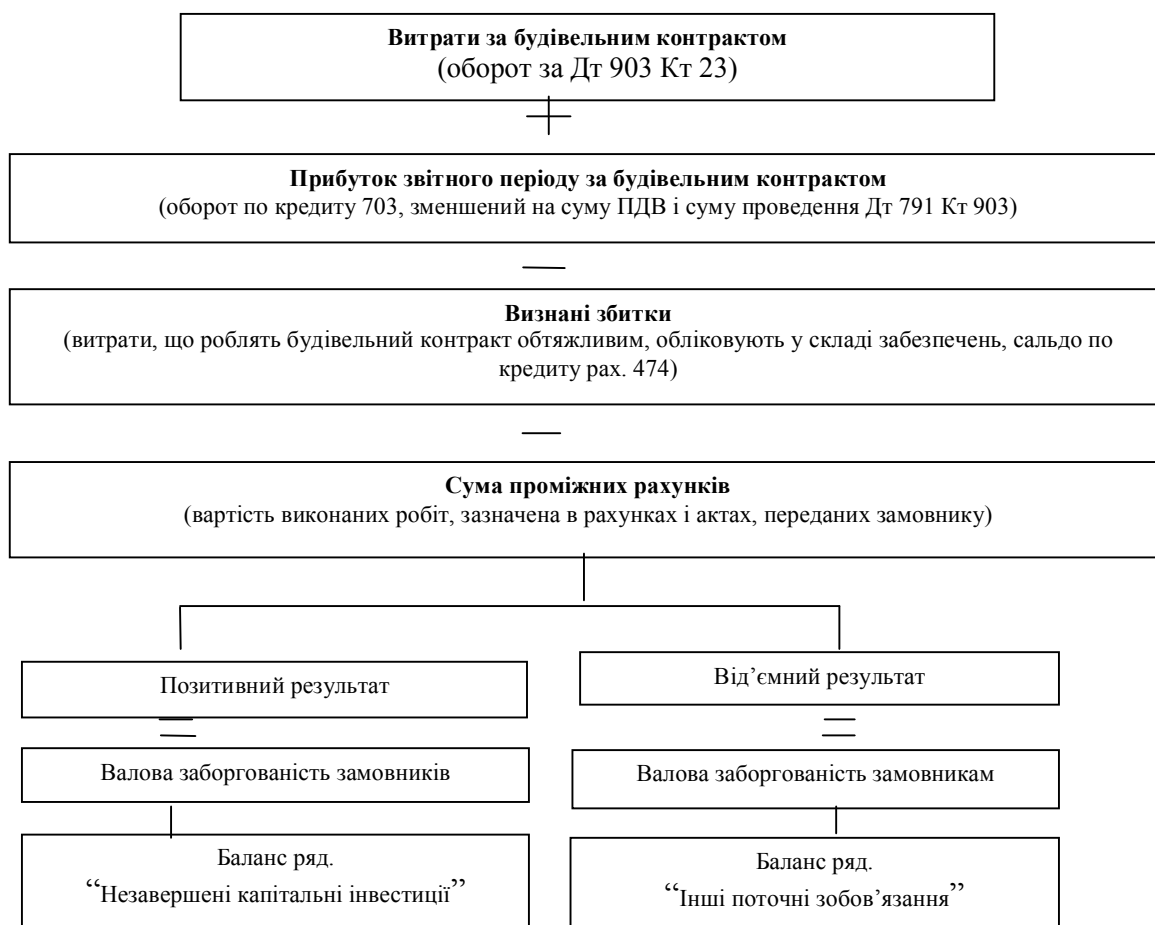 Витрати за будівельним контрактом
(оборот за Дт 903 Кт 23)
+
Прибуток звітного періоду за будівельним контрактом
(оборот по кредиту 703, зменшений на суму ПДВ і суму проведення Дт 791 Кт 903)
—
Визнані збитки
(витрати, що роблять будівельний контракт обтяжливим, обліковують у складі забезпечень, сальдо по
кредиту рах. 474)
—
Сума проміжних рахунків
(вартість виконаних робіт, зазначена в рахунках і актах, переданих замовнику)
Позитивний результат
=
Валова заборгованість замовників
Баланс ряд.
“Незавершені капітальні інвестиції”
Від’ємний результат
=
Валова заборгованість замовникам
Баланс ряд.
“Інші поточні зобов’язання”